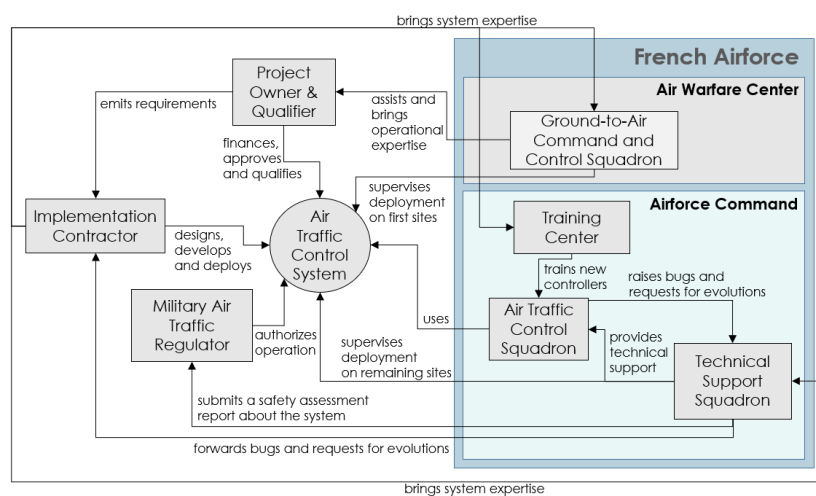 brings system expertise
French Airforce
Air Warfare Center
Project
Owner &
Qualifier
emits requirements
assists and
brings
operational
expertise
Ground-to-Air
Command and
Control Squadron
finances,
approves
and qualifies
supervises
deployment
on first sites
Airforce Command
Implementation
Contractor
designs,
develops
and deploys
Air
Traffic
Control
System
Training
Center
trains new
controllers
raises bugs and
requests for evolutions
Military Air
Traffic
Regulator
authorizes
operation
uses
Air Traffic
Control
Squadron
supervises
deployment
on remaining sites
provides
technical
support
Technical
Support
Squadron
submits a safety assessment
report about the system
forwards bugs and requests for evolutions
brings system expertise